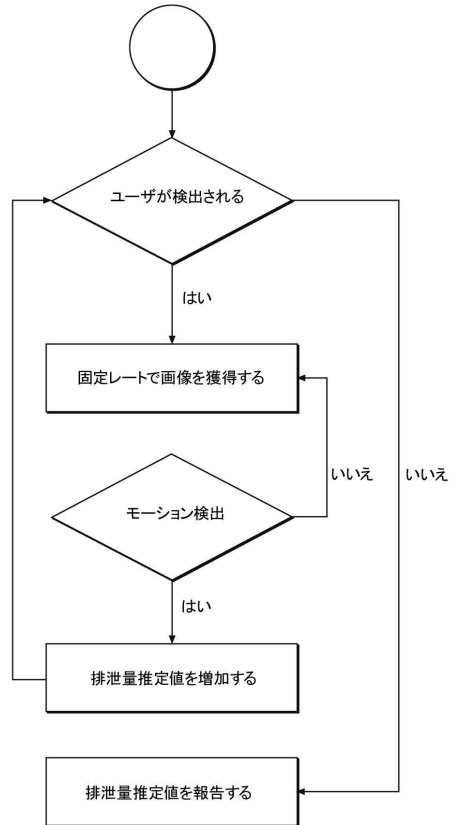 ユーザが検出される
はい
固定レートで画像を獲得する
いいえ
いいえ
モーション検出
はい
排泄量推定値を増加する
排泄量推定値を報告する